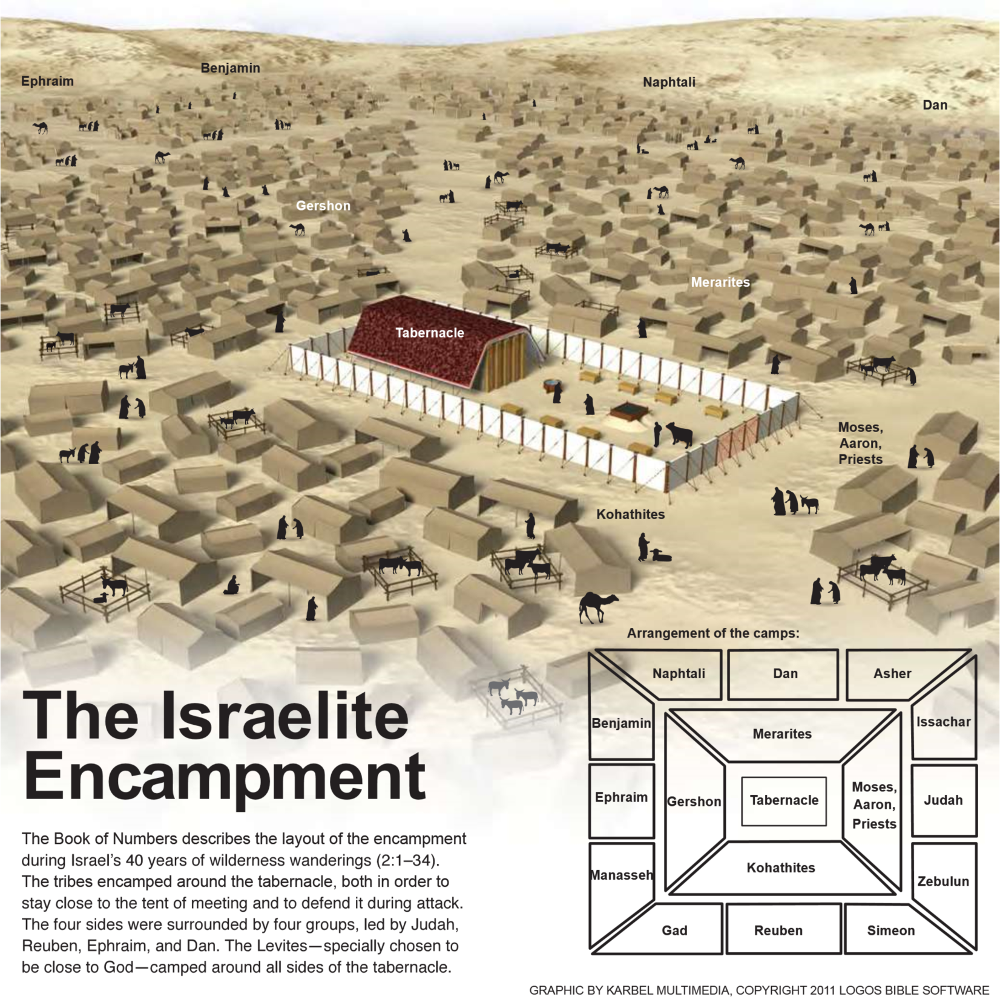 Benjamin
Ephraim
Naphtali
Dan
Gershon
Merarites
Tabernacle
Moses,
Aaron,
Priests
Kohathites
Arrangement of the camps:
Naphtali
Dan
Asher
Benjamin
Issachar
Merarites
Ephraim
Gershon
Tabernacle
Moses,
Aaron,
Priests
Judah
Manasseh
Kohathites
Zebulun
Gad
Reuben
Simeon
The Israelite
Encampment
The Book of Numbers describes the layout of the encampment
during Israel's 40 years of wilderness wanderings (2:1–34).
The tribes encamped around the tabernacle, both in order to
stay close to the tent of meeting and to defend it during attack.
The four sides were surrounded by four groups, led by Judah,
Reuben, Ephraim, and Dan. The Levites—specially chosen to
be close to God—camped around all sides of the tabernacle.
GRAPHIC BY KARBEL MULTIMEDIA, COPYRIGHT 2011 LOGOS BIBLE SOFTWARE